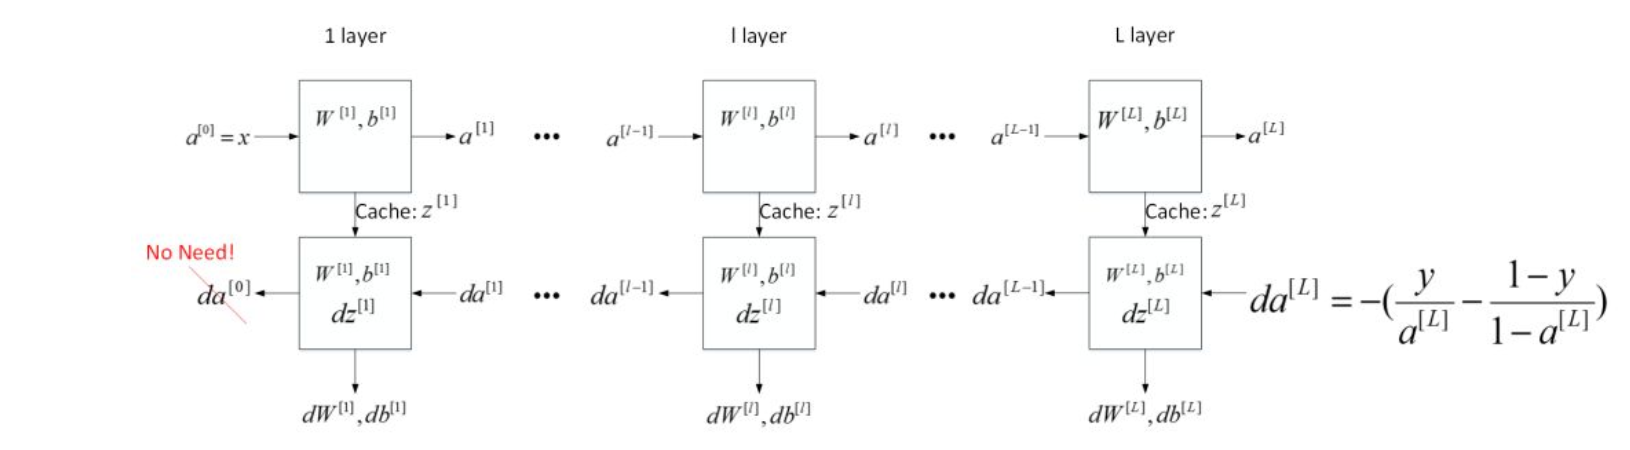 1 layer l layer L layer
W^[1], b^[1] W^[l], b^[l] W^[L], b^[L]
a^[0] = x a^[1] ••• a^[l−1] a^[l] ••• a^[L−1] a^[L]
Cache: z^[1] Cache: z^[l] Cache: z^[L]
No Need!
W^[1], b^[1] W^[l], b^[l] W^[L], b^[L]
da^[0] da^[1] ••• da^[l−1] da^[l] ••• da^[L−1] da^[L] = −(y/a^[L] − (1−y)/(1−a^[L]))
dz^[1] dz^[l] dz^[L]
dW^[1], db^[1] dW^[l], db^[l] dW^[L], db^[L]